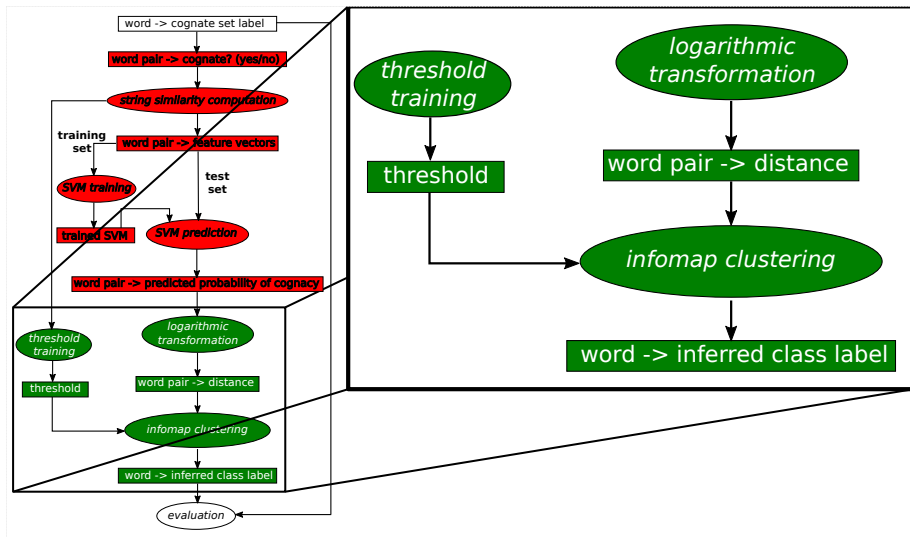 word -> cognate set label
word pair -> cognate? (yes/no)
string similarity computation
word pair -> feature vectors
training
set
test
set
SVM training
trained SVM
SVM prediction
word pair -> predicted probability of cognacy
threshold
training
logarithmic
transformation
threshold
word pair -> distance
infomap clustering
word -> inferred class label
evaluation
threshold
training
logarithmic
transformation
threshold
word pair -> distance
infomap clustering
word -> inferred class label